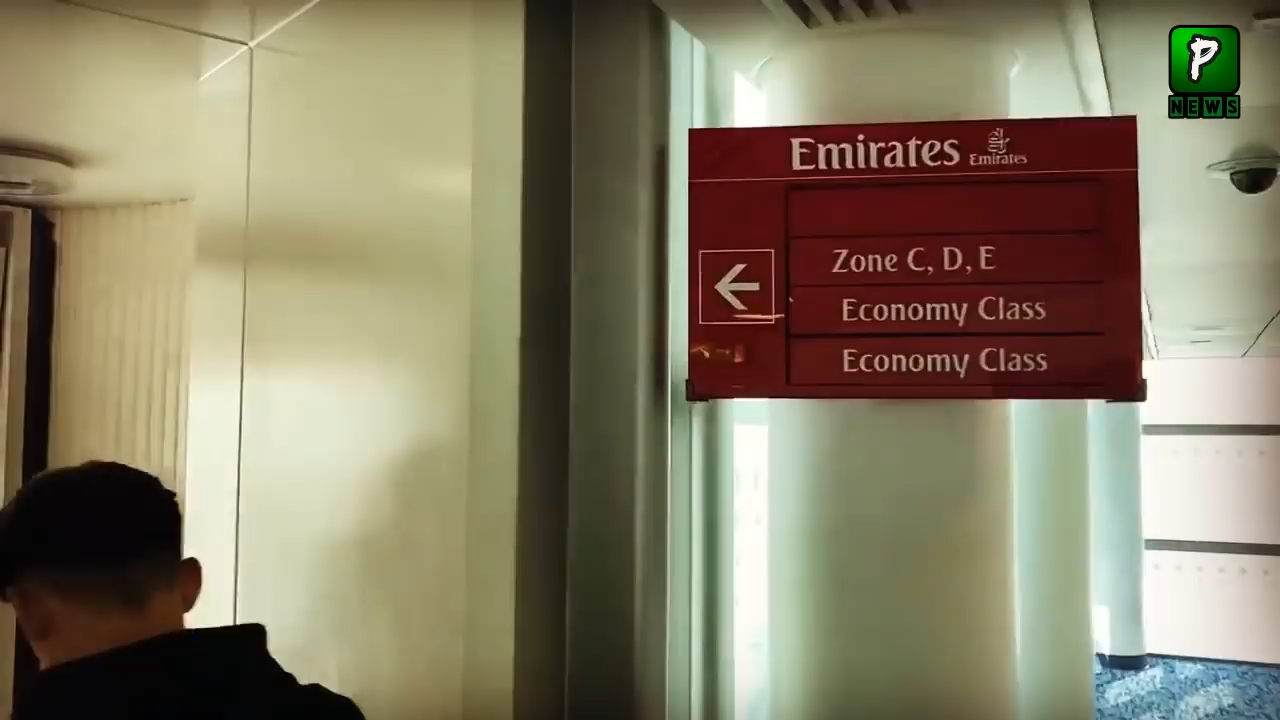 P
NEWS
Emirates
Emirates
Zone C, D, E
Economy Class
Economy Class